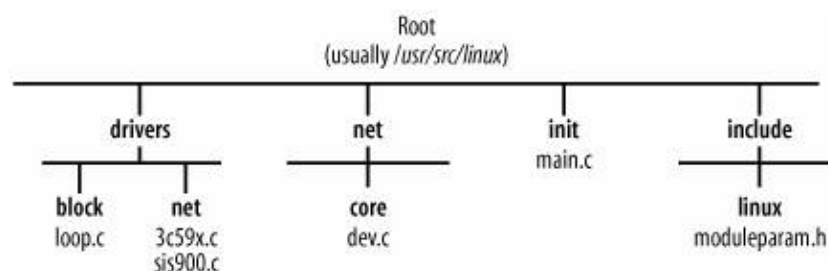 Root
(usually /usr/src/linux)
drivers
net
init
include
main.c
block
net
core
linux
loop.c
3c59x.c
dev.c
moduleparam.h
sis900.c